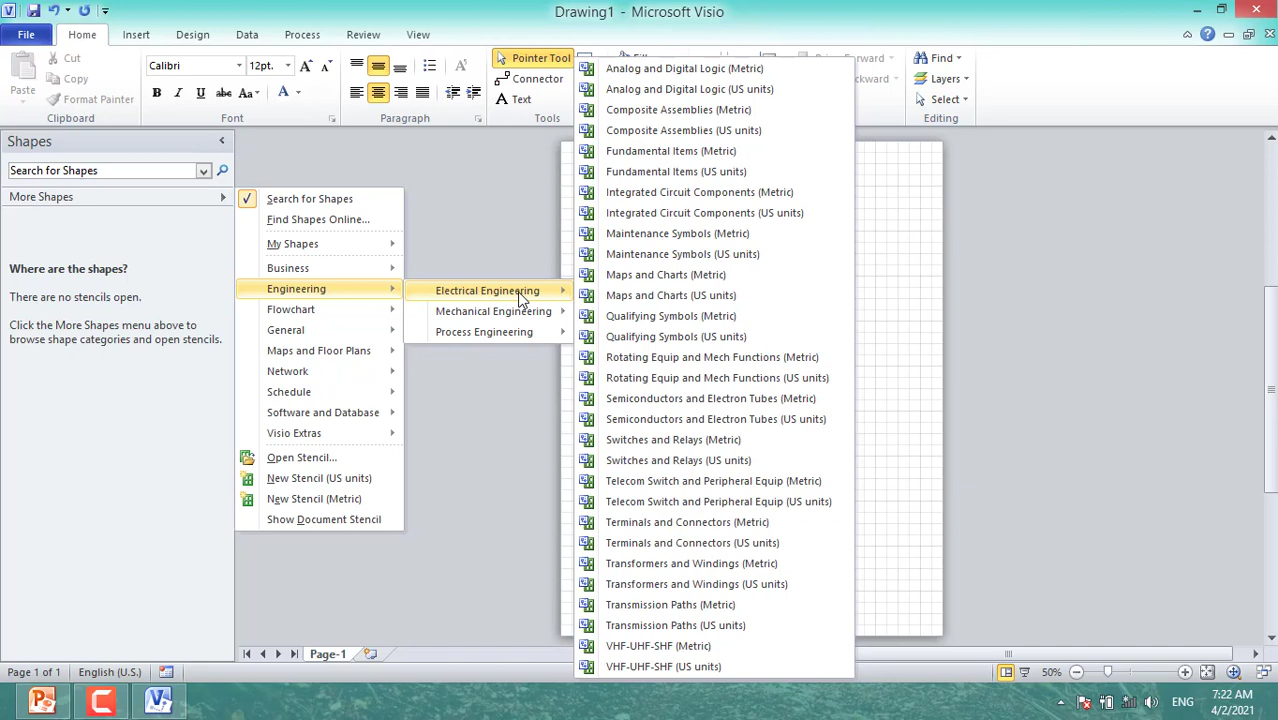 Drawing1 - Microsoft Visio
File
Home
Insert
Design
Data
Process
Review
View
Paste
Cut
Copy
Format Painter
Clipboard
Calibri
12pt.
Font
Paragraph
Pointer Tool
Connector
Text
Tools
Find
Layers
Select
Editing
Shapes
Search for Shapes
More Shapes
Where are the shapes?
There are no stencils open.
Click the More Shapes menu above to
browse shape categories and open stencils.
Search for Shapes
Find Shapes Online...
My Shapes
Business
Engineering
Flowchart
General
Maps and Floor Plans
Network
Schedule
Software and Database
Visio Extras
Open Stencil...
New Stencil (US units)
New Stencil (Metric)
Show Document Stencil
Electrical Engineering
Mechanical Engineering
Process Engineering
Analog and Digital Logic (Metric)
Analog and Digital Logic (US units)
Composite Assemblies (Metric)
Composite Assemblies (US units)
Fundamental Items (Metric)
Fundamental Items (US units)
Integrated Circuit Components (Metric)
Integrated Circuit Components (US units)
Maintenance Symbols (Metric)
Maintenance Symbols (US units)
Maps and Charts (Metric)
Maps and Charts (US units)
Qualifying Symbols (Metric)
Qualifying Symbols (US units)
Rotating Equip and Mech Functions (Metric)
Rotating Equip and Mech Functions (US units)
Semiconductors and Electron Tubes (Metric)
Semiconductors and Electron Tubes (US units)
Switches and Relays (Metric)
Switches and Relays (US units)
Telecom Switch and Peripheral Equip (Metric)
Telecom Switch and Peripheral Equip (US units)
Terminals and Connectors (Metric)
Terminals and Connectors (US units)
Transformers and Windings (Metric)
Transformers and Windings (US units)
Transmission Paths (Metric)
Transmission Paths (US units)
VHF-UHF-SHF (Metric)
VHF-UHF-SHF (US units)
Page-1
Page 1 of 1
English (U.S.)
50%
ENG
7:22 AM
4/2/2021